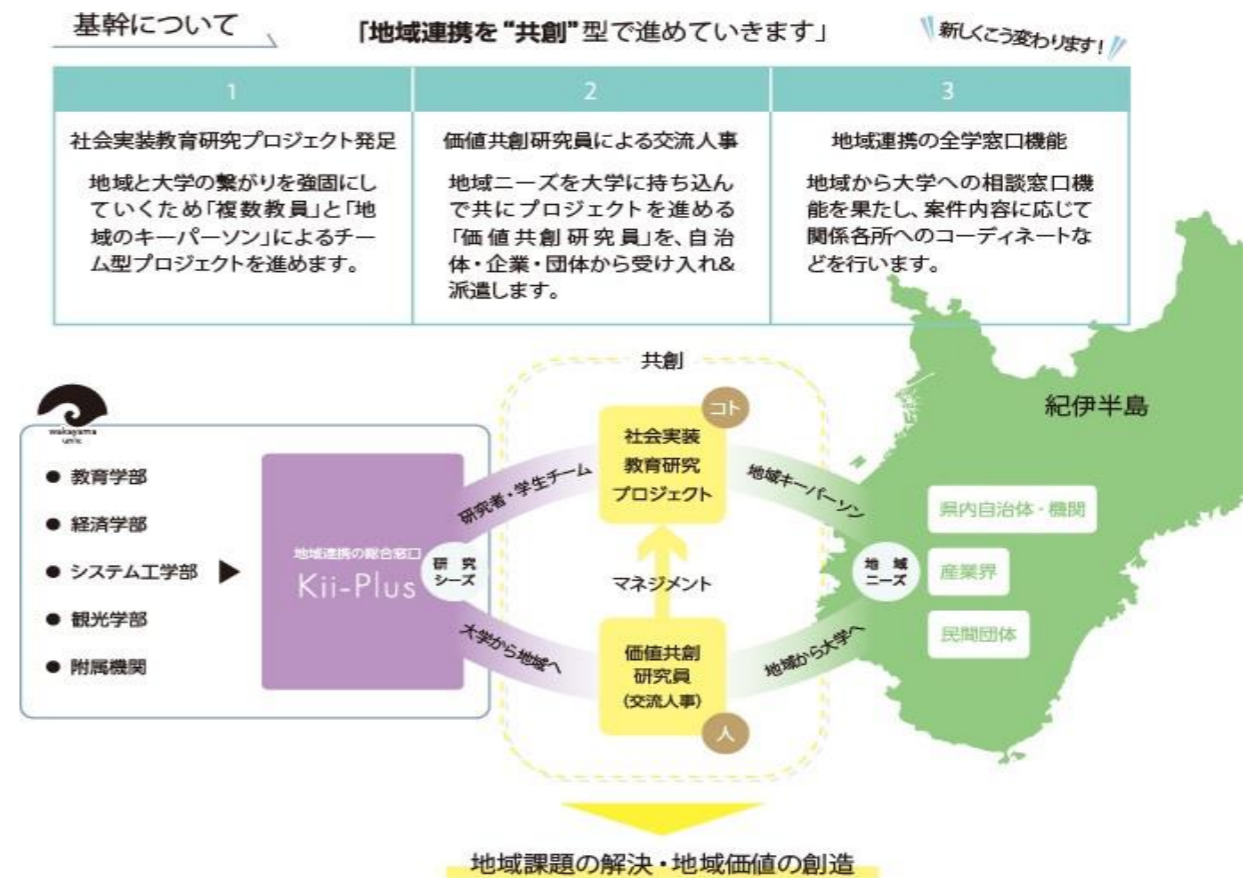 基幹について
「地域連携を“共創”型で進めていきます」
新しくこう変わります！
1
社会実装教育研究プロジェクト発足
地域と大学の繋がりを強固にし
ていくため「複数教員」と「地
域のキーパーソン」によるチー
ム型プロジェクトを進めます。
2
価値共創研究員による交流人事
地域ニーズを大学に持ち込ん
で共にプロジェクトを進める
「価値共創研究員」を、自治
体・企業・団体から受け入れ&
派遣します。
3
地域連携の全学窓口機能
地域から大学への相談窓口機
能を果たし、案件内容に応じて
関係各所へのコーディネートな
どを行います。
wakayama
univ.
● 教育学部
● 経済学部
● システム工学部
● 観光学部
● 附属機関
地域連携の総合窓口
Kii-Plus
研究
シーズ
研究者・学生チーム
大学から地域へ
共創
コト
社会実装
教育研究
プロジェクト
マネジメント
価値共創
研究員
(交流人事)
人
地域キーパーソン
地域から大学へ
地域
ニーズ
紀伊半島
県内自治体・機関
産業界
民間団体
地域課題の解決・地域価値の創造